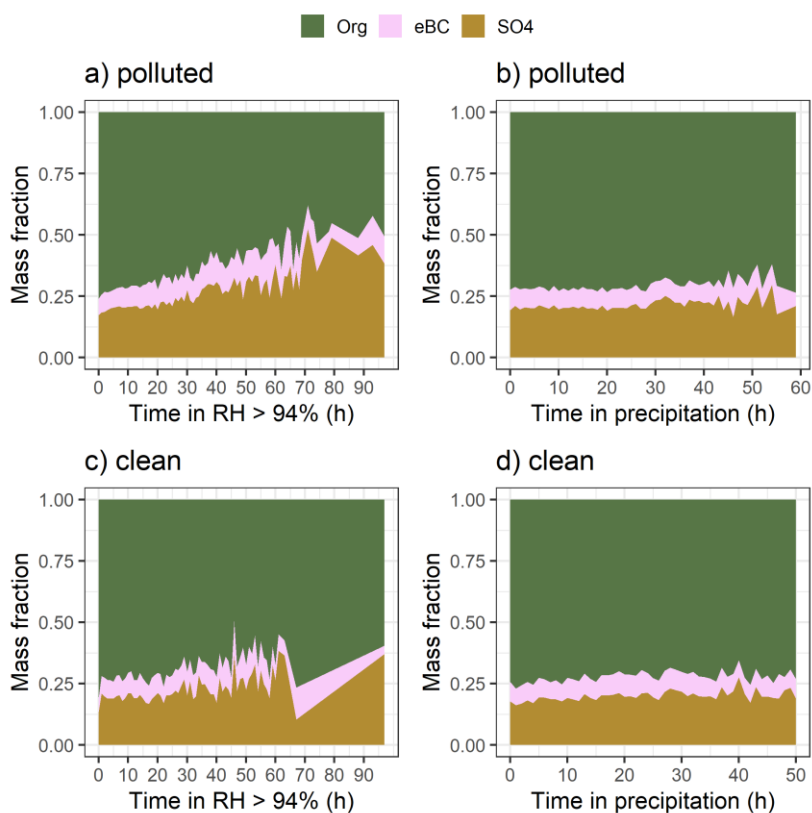 Org eBC SO4
a) polluted
b) polluted
Mass fraction
1.00
0.75
0.50
0.25
0.00
0 10 20 30 40 50 60 70 80 90
Time in RH > 94% (h)
Mass fraction
1.00
0.75
0.50
0.25
0.00
0 10 20 30 40 50 60
Time in precipitation (h)
c) clean
d) clean
Mass fraction
1.00
0.75
0.50
0.25
0.00
0 10 20 30 40 50 60 70 80 90
Time in RH > 94% (h)
Mass fraction
1.00
0.75
0.50
0.25
0.00
0 10 20 30 40 50
Time in precipitation (h)